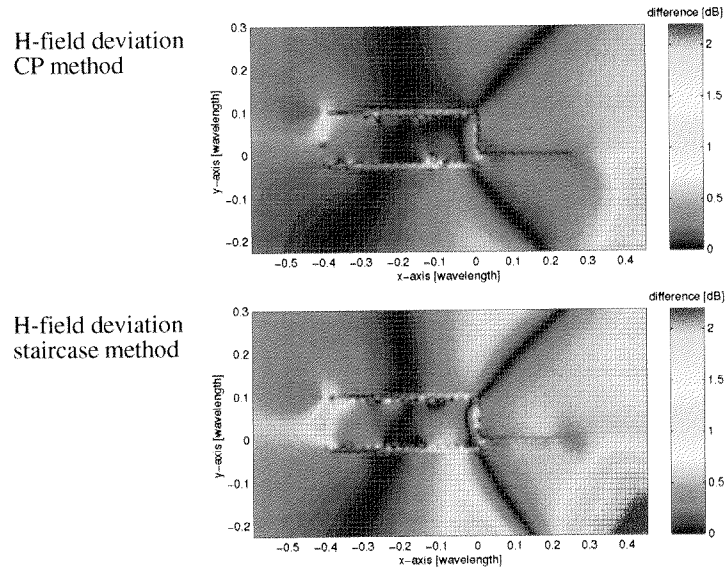 H-field deviation
CP method
difference [dB]
0.3
0.2
0.1
0
−0.1
−0.2
y−axis [wavelength]
−0.5 −0.4 −0.3 −0.2 −0.1 0 0.1 0.2 0.3 0.4
x−axis [wavelength]
2
1.5
1
0.5
0
H-field deviation
staircase method
difference [dB]
0.3
0.2
0.1
0
−0.1
−0.2
y−axis [wavelength]
−0.5 −0.4 −0.3 −0.2 −0.1 0 0.1 0.2 0.3 0.4
x−axis [wavelength]
2
1.5
1
0.5
0